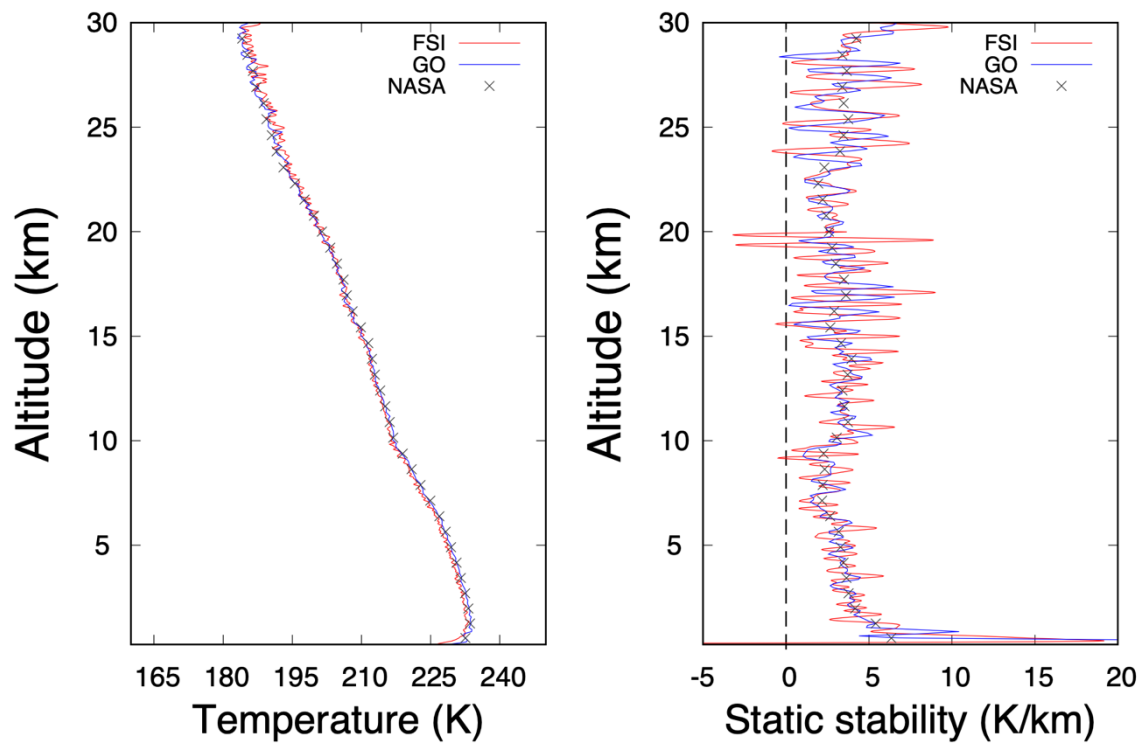 30
25
20
15
10
5
Altitude (km)
165 180 195 210 225 240
Temperature (K)
FSI
GO
NASA
30
25
20
15
10
5
Altitude (km)
-5 0 5 10 15 20
Static stability (K/km)
FSI
GO
NASA